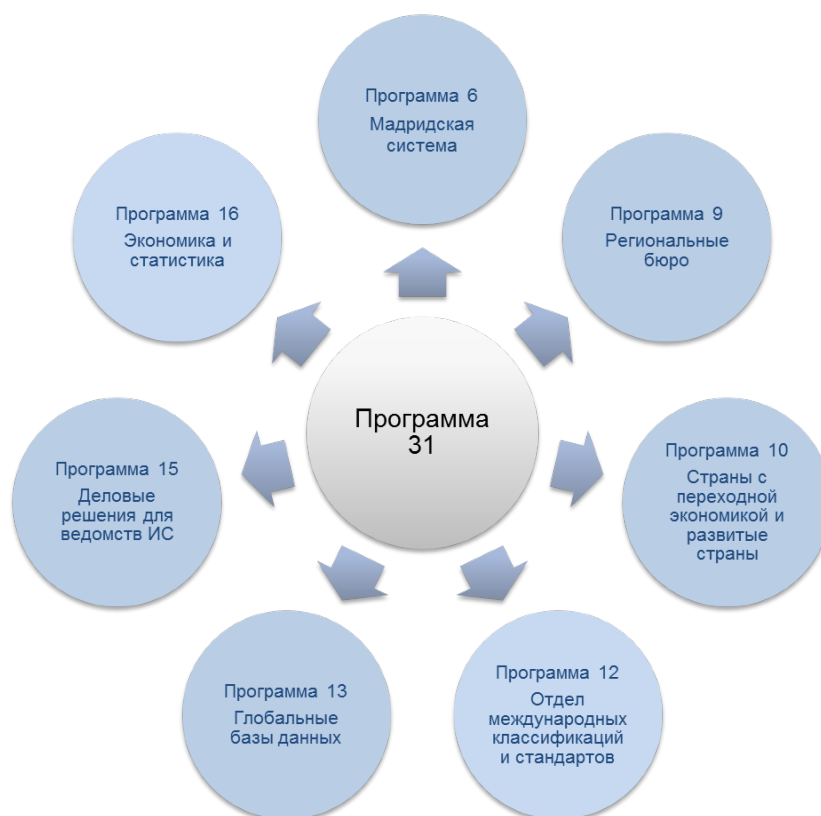 Программа 6
Мадридская
система
Программа 9
Региональные
бюро
Программа 10
Страны с
переходной
экономикой и
развитые
страны
Программа 12
Отдел
международных
классификаций
и стандартов
Программа 13
Глобальные
базы данных
Программа 15
Деловые
решения для
ведомств ИС
Программа 16
Экономика и
статистика
Программа
31